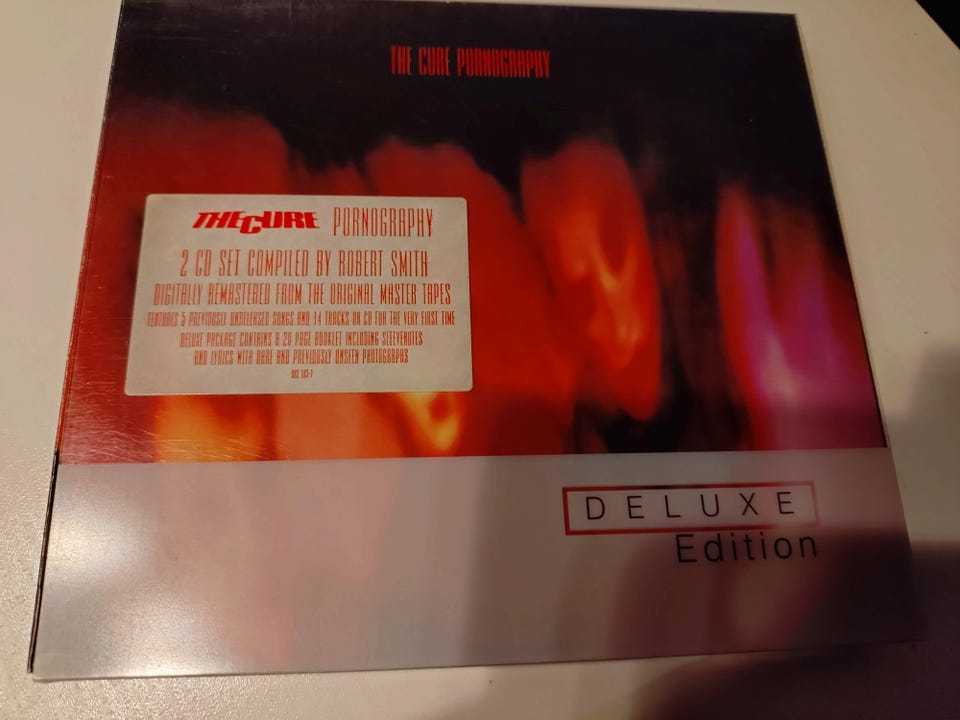 THE CURE PORNOGRAPHY
THE CURE PORNOGRAPHY
2 CD SET COMPILED BY ROBERT SMITH
DIGITALLY REMASTERED FROM THE ORIGINAL MASTER TAPES
FEATURES 5 PREVIOUSLY UNRELEASED SONGS AND 14 TRACKS ON CD FOR THE VERY FIRST TIME
DELUXE PACKAGE CONTAINS A 20 PAGE BOOKLET INCLUDING SLEEVENOTES
AND LYRICS WITH RARE AND PREVIOUSLY UNSEEN PHOTOGRAPHS
DELUXE
Edition